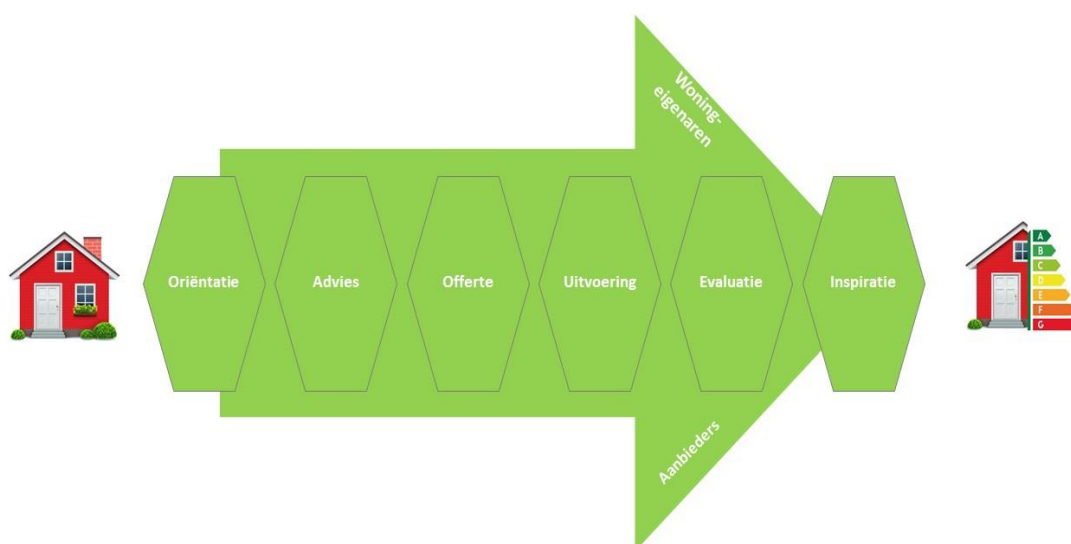 Woning-
eigenaren
Oriëntatie
Advies
Offerte
Uitvoering
Evaluatie
Inspiratie
A
B
C
D
E
F
G
Aanbieders